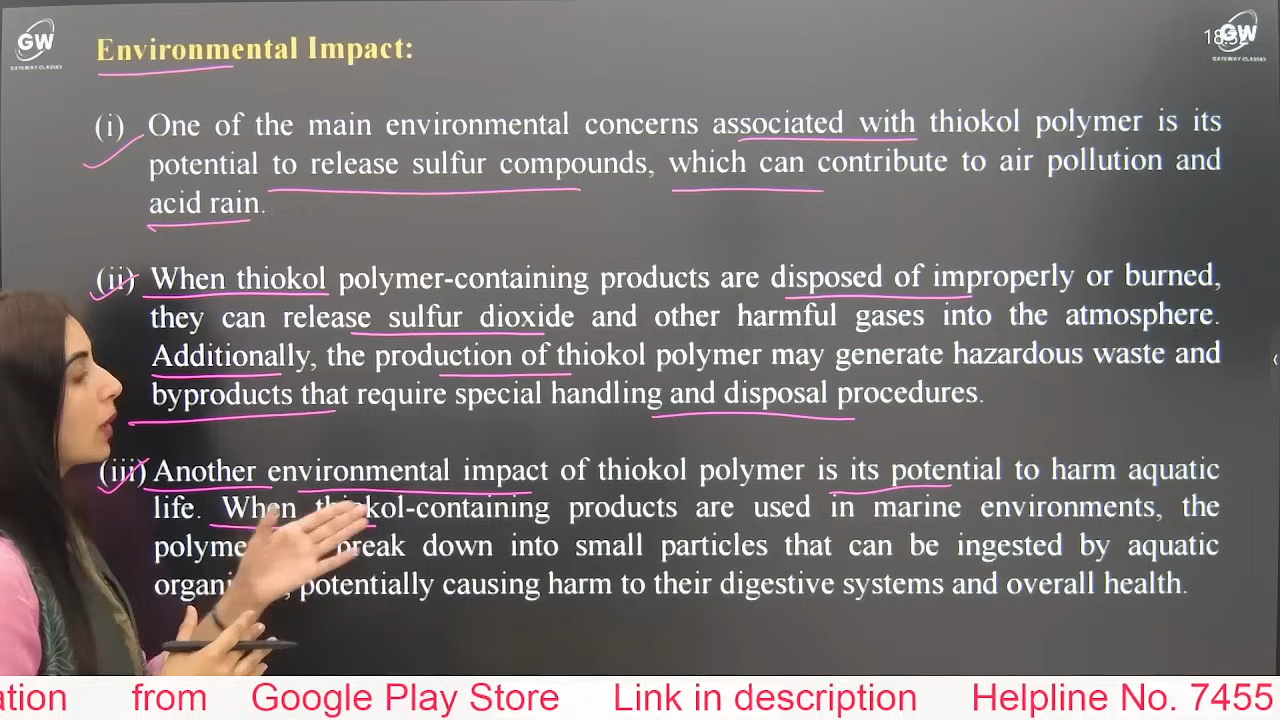 GW
GATEWAY CLASSES
Environmental Impact:
GW
GATEWAY CLASSES
(i) One of the main environmental concerns associated with thiokol polymer is its
potential to release sulfur compounds, which can contribute to air pollution and
acid rain.
(ii) When thiokol polymer-containing products are disposed of improperly or burned,
they can release sulfur dioxide and other harmful gases into the atmosphere.
Additionally, the production of thiokol polymer may generate hazardous waste and
byproducts that require special handling and disposal procedures.
(iii) Another environmental impact of thiokol polymer is its potential to harm aquatic
life. When thiokol-containing products are used in marine environments, the
break down into small particles that can be ingested by aquatic
potentially causing harm to their digestive systems and overall health.
from Google Play Store Link in description Helpline No. 7455